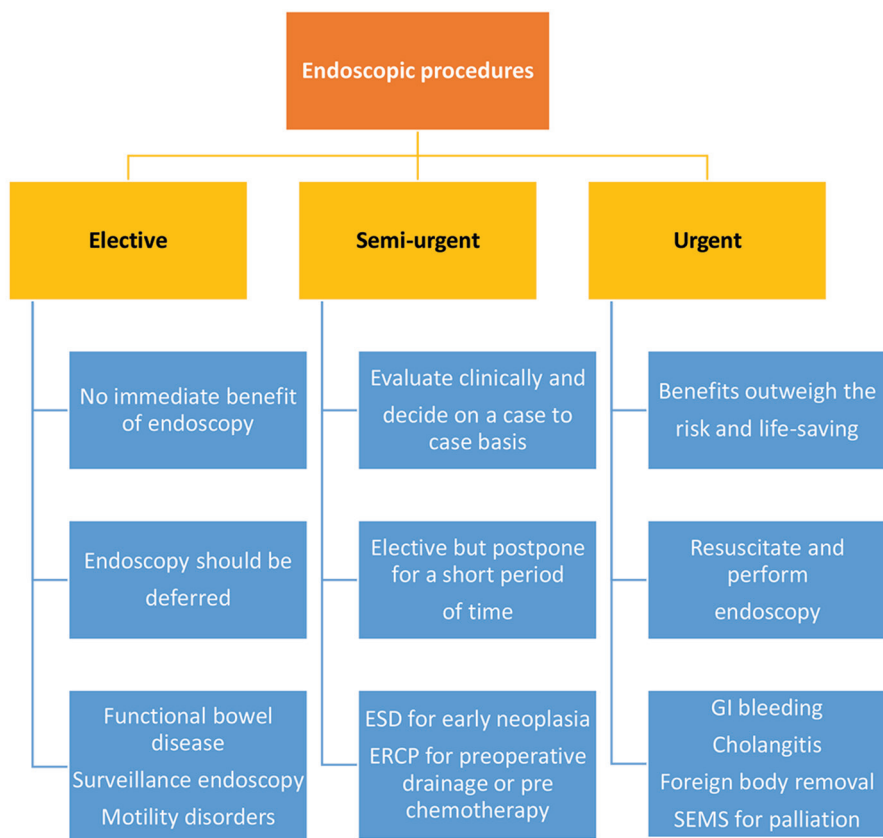 Endoscopic procedures
Elective
Semi-urgent
Urgent
No immediate benefit
of endoscopy
Endoscopy should be
deferred
Functional bowel
disease
Surveillance endoscopy
Motility disorders
Evaluate clinically and
decide on a case to
case basis
Elective but postpone
for a short period
of time
ESD for early neoplasia
ERCP for preoperative
drainage or pre
chemotherapy
Benefits outweigh the
risk and life-saving
Resuscitate and
perform
endoscopy
GI bleeding
Cholangitis
Foreign body removal
SEMS for palliation